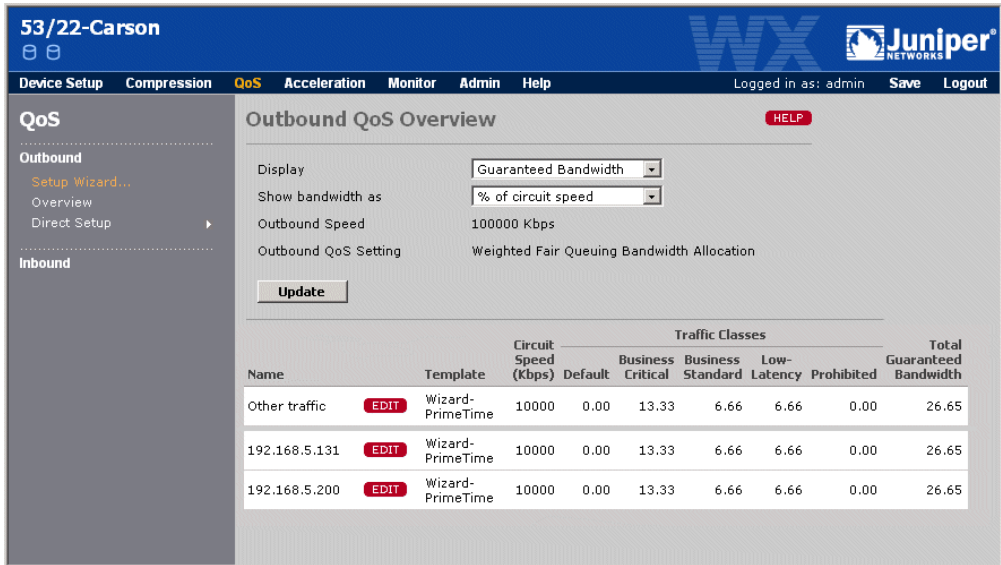 53/22-Carson
WX
Juniper®
NETWORKS
Device Setup Compression QoS Acceleration Monitor Admin Help Logged in as: admin Save Logout
QoS
Outbound
Setup Wizard...
Overview
Direct Setup
Inbound
Outbound QoS Overview HELP
Display Guaranteed Bandwidth
Show bandwidth as % of circuit speed
Outbound Speed 100000 Kbps
Outbound QoS Setting Weighted Fair Queuing Bandwidth Allocation
Update
Traffic Classes
Name Template Circuit Speed (Kbps) Default Business Critical Business Standard Low-Latency Prohibited Total Guaranteed Bandwidth
Other traffic EDIT Wizard-PrimeTime 10000 0.00 13.33 6.66 6.66 0.00 26.65
192.168.5.131 EDIT Wizard-PrimeTime 10000 0.00 13.33 6.66 6.66 0.00 26.65
192.168.5.200 EDIT Wizard-PrimeTime 10000 0.00 13.33 6.66 6.66 0.00 26.65